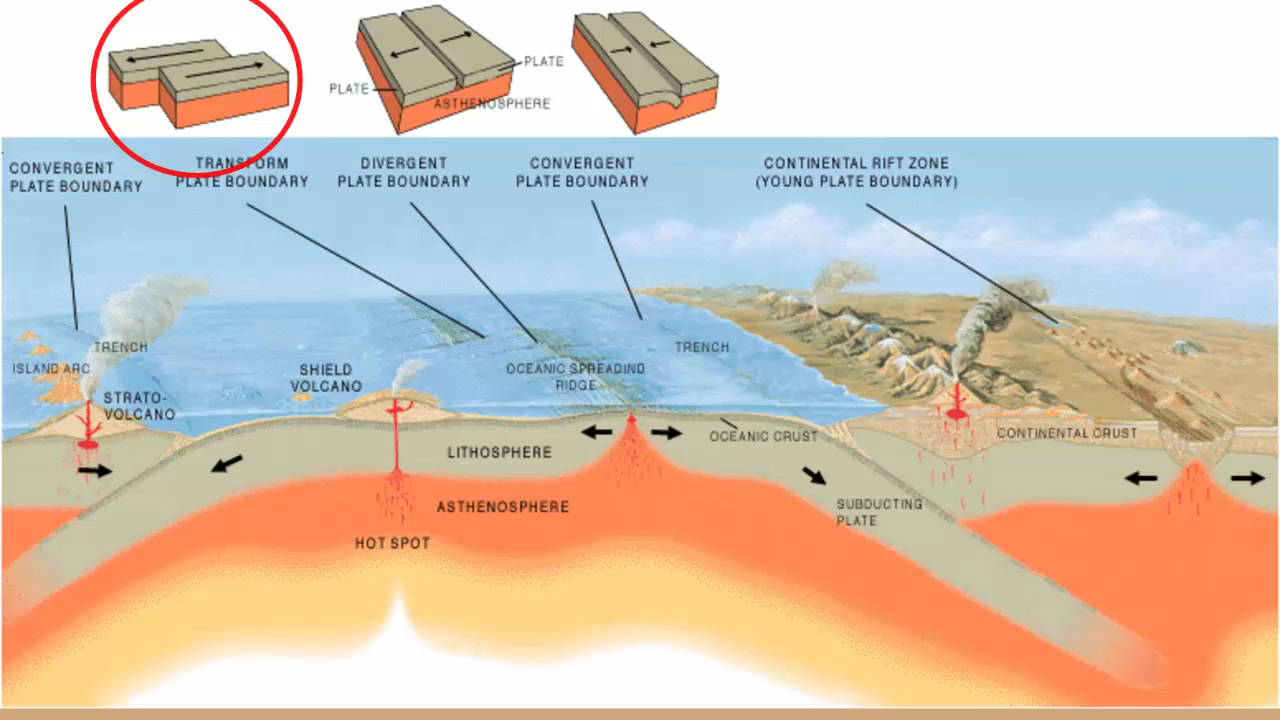 PLATE
PLATE
ASTHENOSPHERE
CONVERGENT
PLATE BOUNDARY
TRANSFORM
PLATE BOUNDARY
DIVERGENT
PLATE BOUNDARY
CONVERGENT
PLATE BOUNDARY
CONTINENTAL RIFT ZONE
(YOUNG PLATE BOUNDARY)
TRENCH
ISLAND ARC
STRATO-
VOLCANO
SHIELD
VOLCANO
OCEANIC SPREADING
RIDGE
TRENCH
OCEANIC CRUST
CONTINENTAL CRUST
LITHOSPHERE
ASTHENOSPHERE
SUBDUCTING
PLATE
HOT SPOT